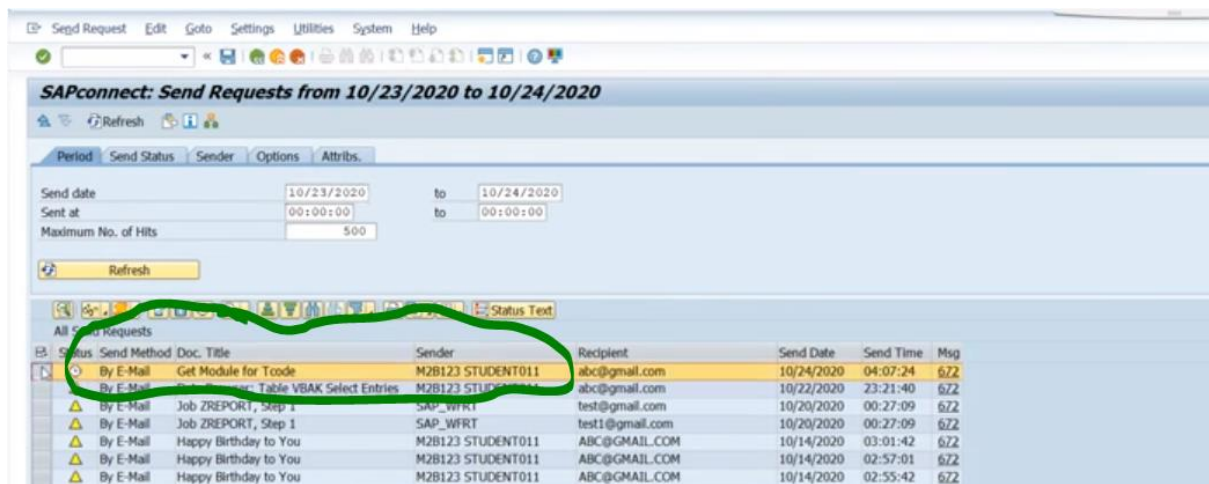 Send Request Edit Goto Settings Utilities System Help
SAPconnect: Send Requests from 10/23/2020 to 10/24/2020
Refresh
Period Send Status Sender Options Attribs.
Send date 10/23/2020 to 10/24/2020
Sent at 00:00:00 to 00:00:00
Maximum No. of Hits 500
Refresh
Status Text
All Send Requests
Status Send Method Doc. Title Sender Recipient Send Date Send Time Msg
By E-Mail Get Module for Tcode M2B123 STUDENT011 abc@gmail.com 10/24/2020 04:07:24 672
By E-Mail Table VBAK Select Entries M2B123 STUDENT011 abc@gmail.com 10/22/2020 23:21:40 672
By E-Mail Job ZREPORT, Step 1 SAP_WFRT test@gmail.com 10/20/2020 00:27:09 672
By E-Mail Job ZREPORT, Step 1 SAP_WFRT test1@gmail.com 10/20/2020 00:27:09 672
By E-Mail Happy Birthday to You M2B123 STUDENT011 ABC@GMAIL.COM 10/14/2020 03:01:42 672
By E-Mail Happy Birthday to You M2B123 STUDENT011 ABC@GMAIL.COM 10/14/2020 02:57:01 672
By E-Mail Happy Birthday to You M2B123 STUDENT011 ABC@GMAIL.COM 10/14/2020 02:55:42 672